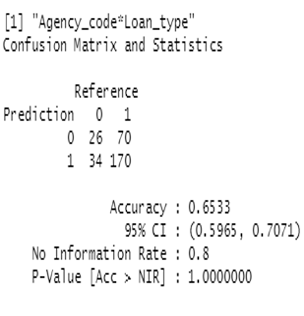 [1] "Agency_code*Loan_type"
Confusion Matrix and Statistics
Reference
Prediction 0 1
0 26 70
1 34 170
Accuracy : 0.6533
95% CI : (0.5965, 0.7071)
No Information Rate : 0.8
P-Value [Acc > NIR] : 1.0000000